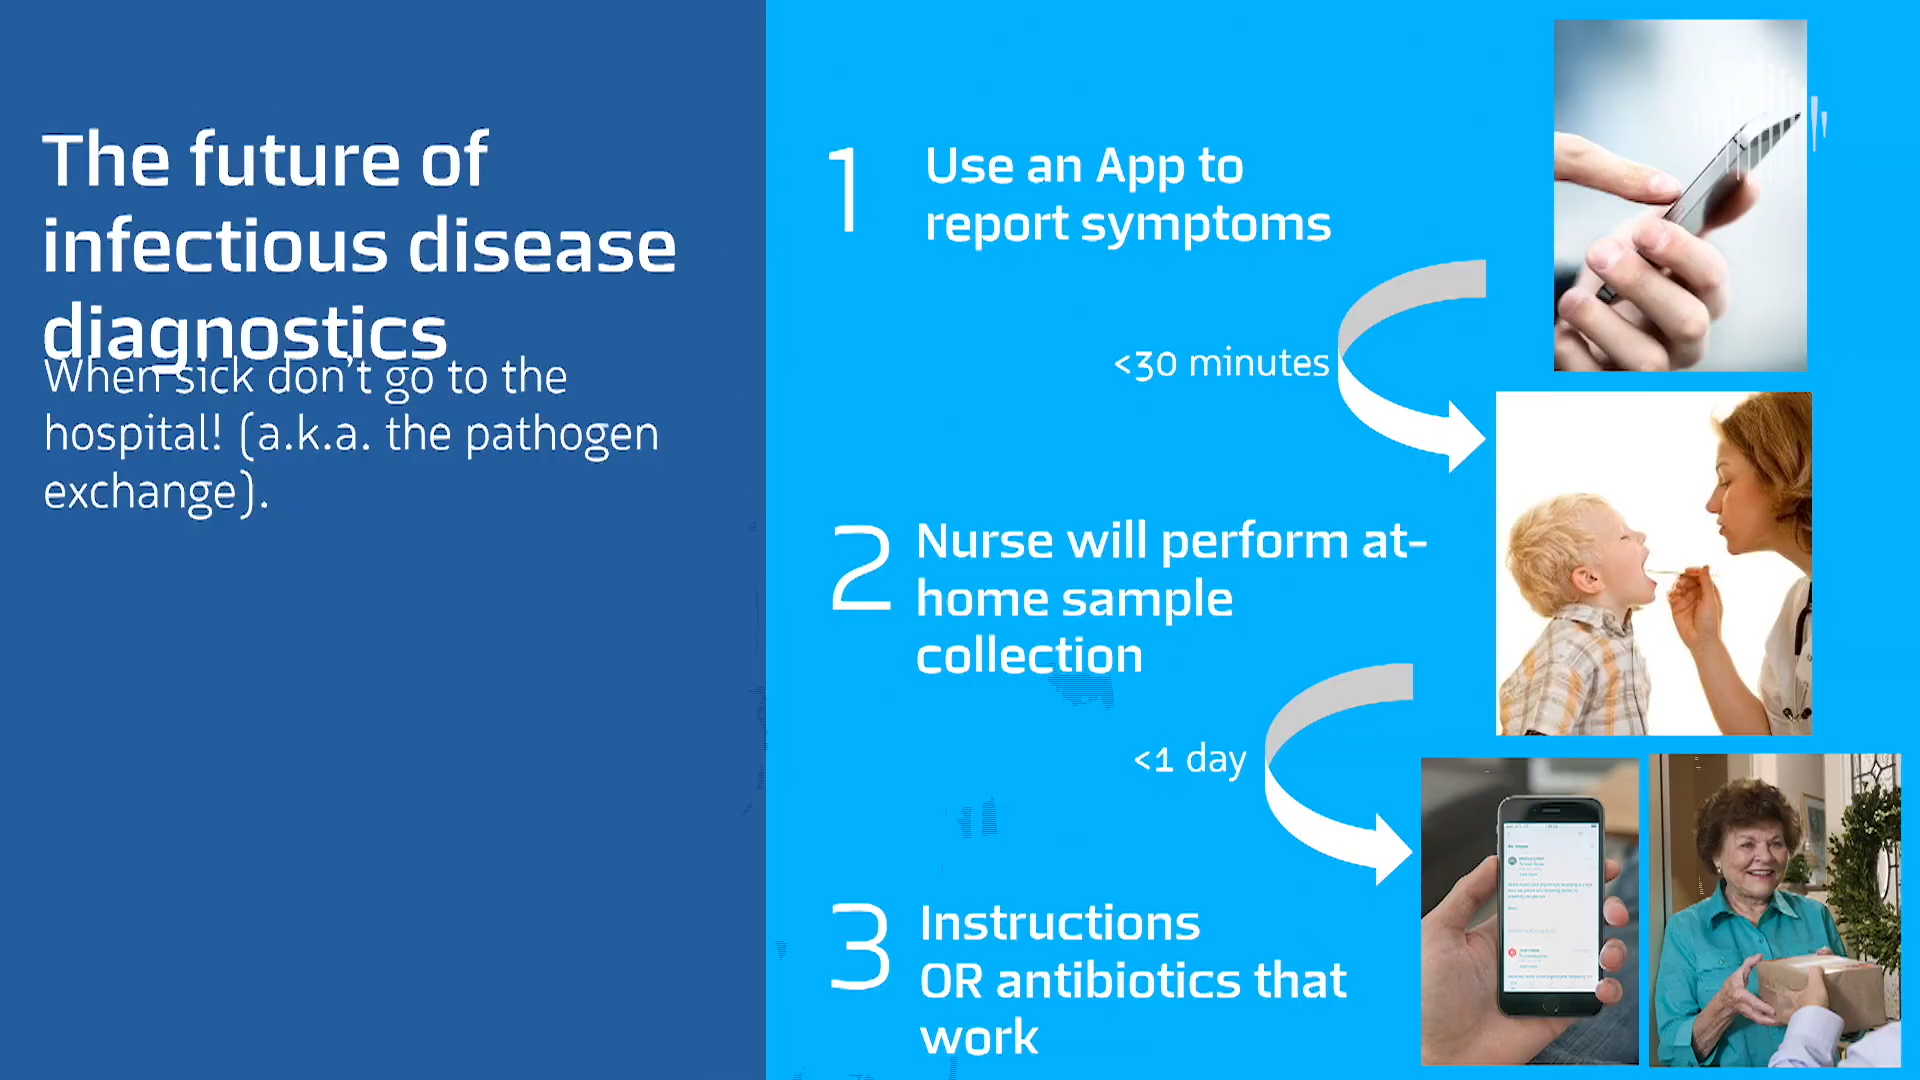 The future of
infectious disease
diagnostics
When sick don't go to the
hospital! (a.k.a. the pathogen
exchange).
1
Use an App to
report symptoms
<30 minutes
2
Nurse will perform at-
home sample
collection
<1 day
3
Instructions
OR antibiotics that
work